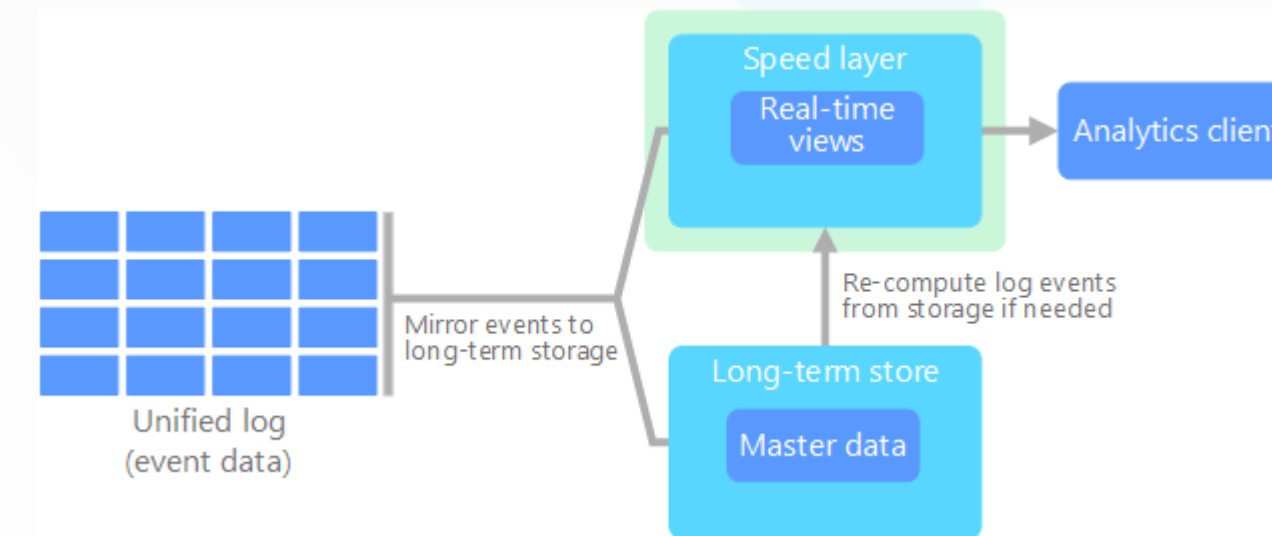 Speed layer
Real-time
views
Analytics client
Re-compute log events
from storage if needed
Mirror events to
long-term storage
Long-term store
Master data
Unified log
(event data)